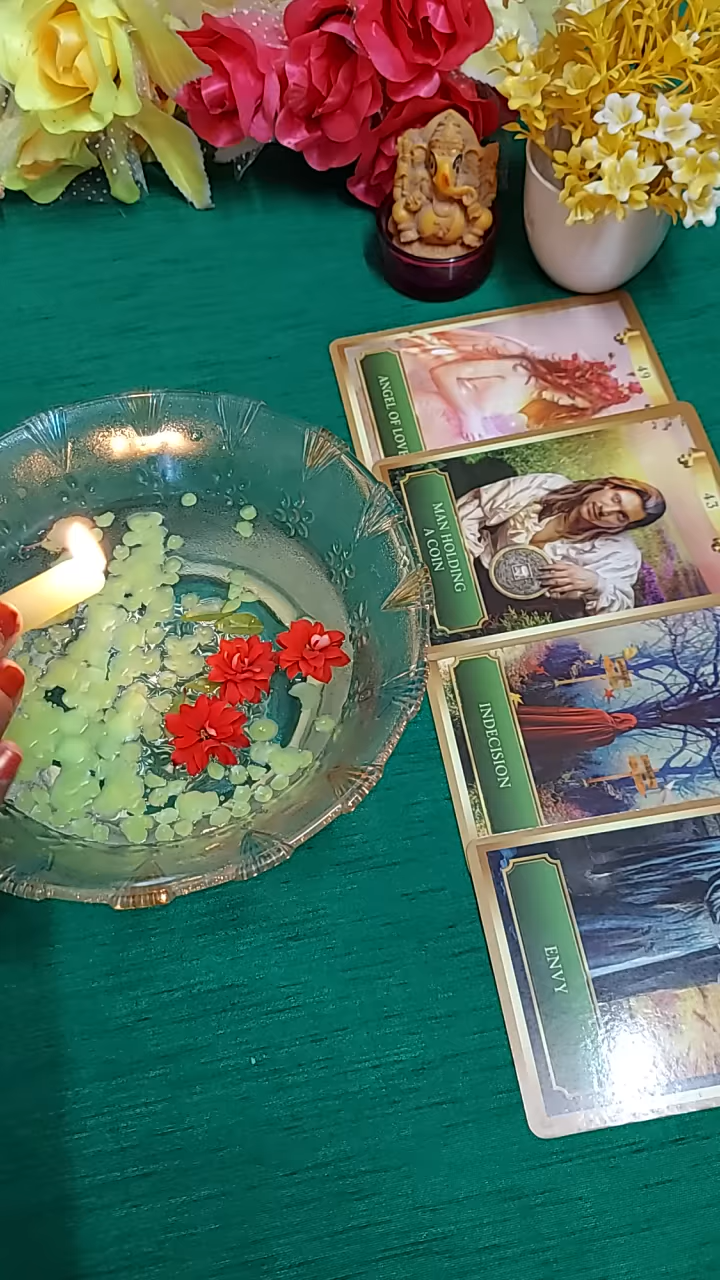 49
ANGEL OF LOVE
43
MAN HOLDING
A COIN
INDECISION
ENVY